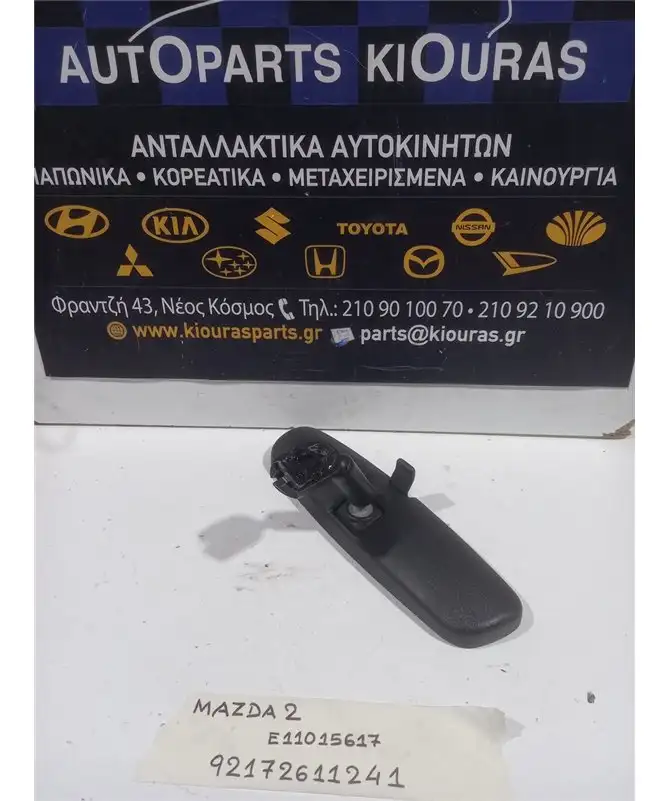 AUTOPARTS KIOURAS
ΑΝΤΑΛΛΑΚΤΙΚΑ ΑΥΤΟΚΙΝΗΤΩΝ
ΙΑΠΩΝΙΚΑ • ΚΟΡΕΑΤΙΚΑ • ΜΕΤΑΧΕΙΡΙΣΜΕΝΑ • ΚΑΙΝΟΥΡΓΙΑ
KIA TOYOTA NISSAN
Φραντζή 43, Νέος Κόσμος Τηλ.: 210 90 100 70 • 210 92 10 900
www.kiourasparts.gr parts@kiouras.gr
MAZDA 2
E11015617
92172611241